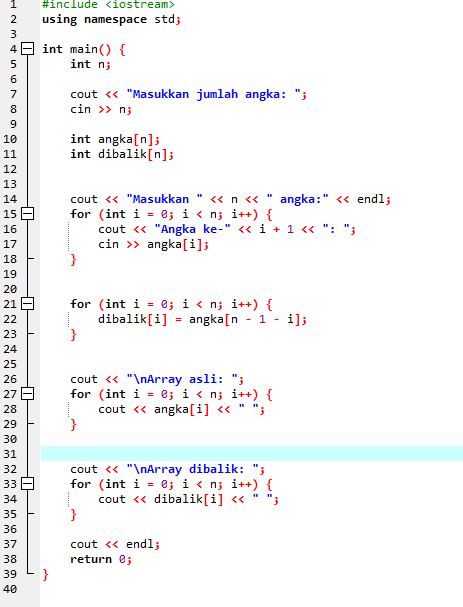 1 #include <iostream>
2 using namespace std;
3
4 int main() {
5 int n;
6
7 cout << "Masukkan jumlah angka: ";
8 cin >> n;
9
10 int angka[n];
11 int dibalik[n];
12
13
14 cout << "Masukkan " << n << " angka:" << endl;
15 for (int i = 0; i < n; i++) {
16 cout << "Angka ke-" << i + 1 << ": ";
17 cin >> angka[i];
18 }
19
20
21 for (int i = 0; i < n; i++) {
22 dibalik[i] = angka[n - 1 - i];
23 }
24
25
26 cout << "\nArray asli: ";
27 for (int i = 0; i < n; i++) {
28 cout << angka[i] << " ";
29 }
30
31
32 cout << "\nArray dibalik: ";
33 for (int i = 0; i < n; i++) {
34 cout << dibalik[i] << " ";
35 }
36
37 cout << endl;
38 return 0;
39 }
40